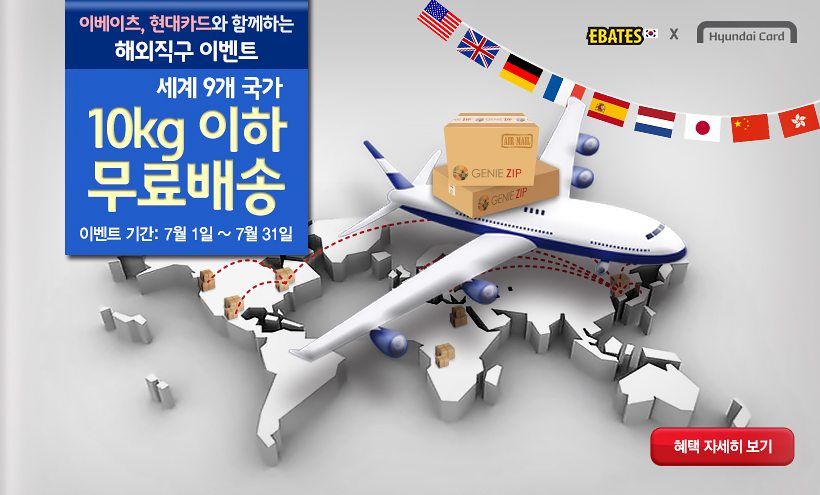 이베이츠, 현대카드와 함께하는
해외직구 이벤트
세계 9개 국가
10kg 이하
무료배송
이벤트 기간: 7월 1일 ~ 7월 31일
EBATES X Hyundai Card
AIR MAIL
GENIE ZIP
GENIE ZIP
혜택 자세히 보기